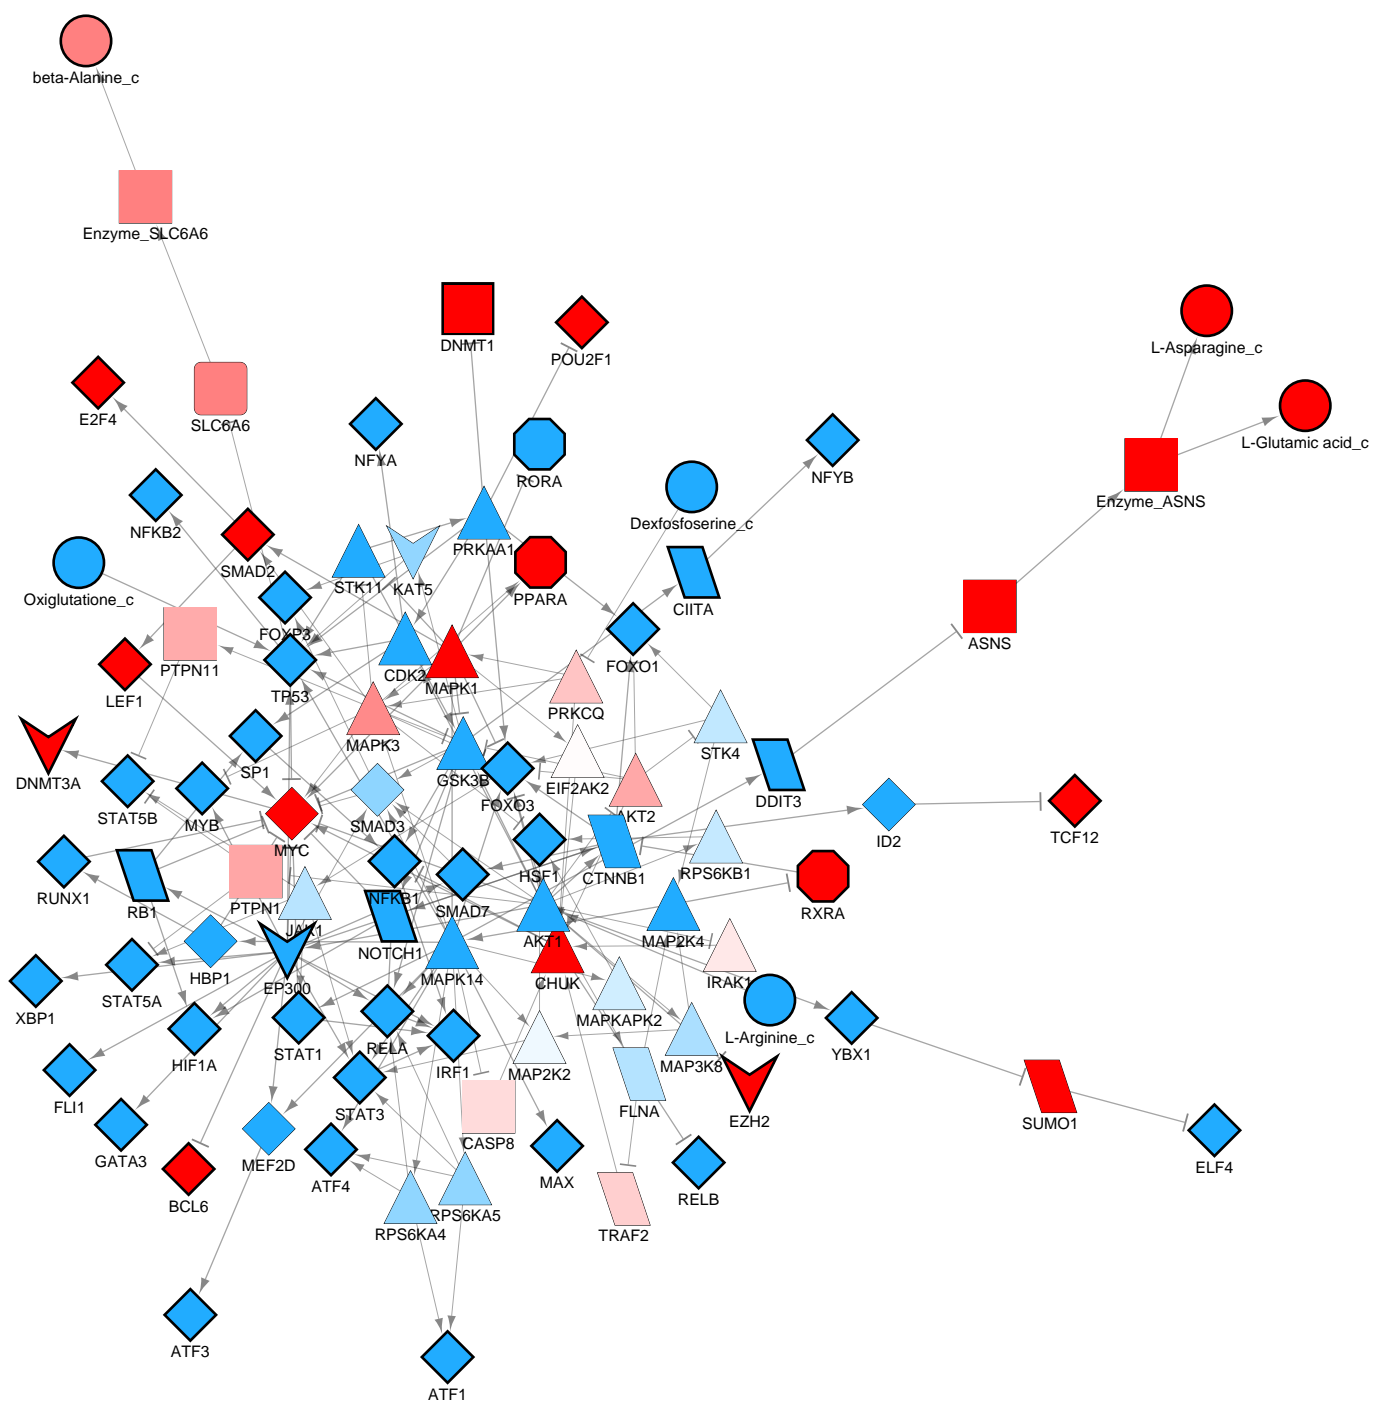 beta-Alanine_c
Enzyme_SLC6A6
DNMT1
POU2F1
L-Asparagine_c
E2F4
SLC6A6
L-Glutamic acid_c
NFYA
RORA
NFYB
Enzyme_ASNS
NFKB2
Dexfosfoserine_c
SMAD2
PRKAA1
STK11
KAT5
PPARA
CIITA
Oxiglutatione_c
FOXP3
PTPN11
FOXO1
ASNS
LEF1
TP53
CDK2
MAPK1
PRKCQ
MAPK3
STK4
DNMT3A
SP1
GSK3B
FOXO3
EIF2AK2
DDIT3
STAT5B
MYB
SMAD3
AKT2
ID2
TCF12
MYC
HSF1
CTNNB1
RPS6KB1
RUNX1
RB1
PTPN1
NFKB1
SMAD7
RXRA
JAK1
NOTCH1
AKT1
MAP2K4
HBP1
MAPK14
CHUK
IRAK1
STAT5A
EP300
XBP1
MAPKAPK2
L-Arginine_c
YBX1
HIF1A
STAT1
RELA
IRF1
MAP2K2
MAP3K8
FLI1
STAT3
FLNA
EZH2
SUMO1
GATA3
MEF2D
CASP8
ATF4
MAX
RELB
ELF4
BCL6
RPS6KA5
RPS6KA4
TRAF2
ATF3
ATF1